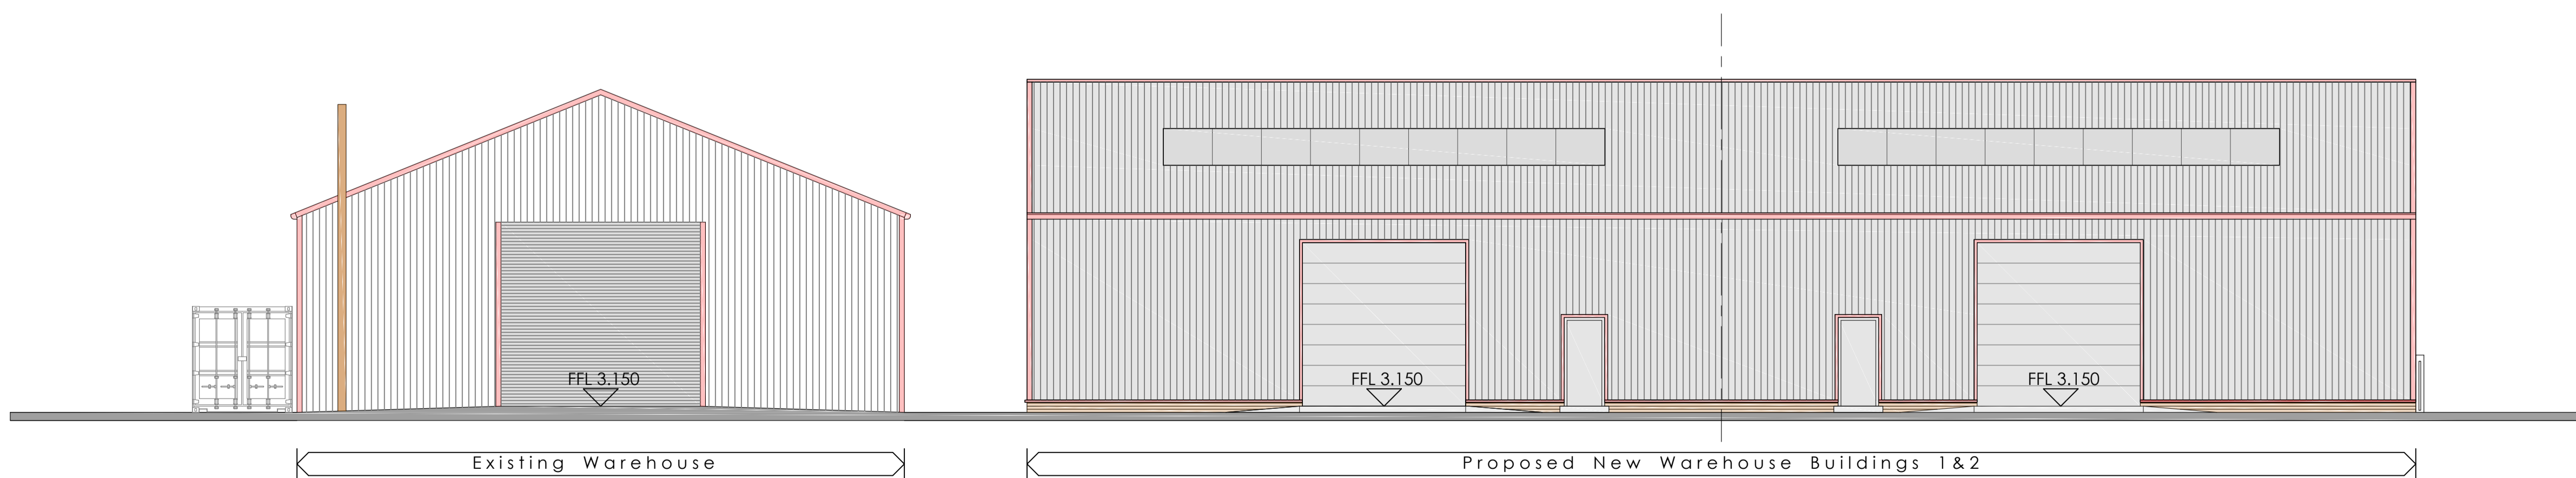 FFL 3.150
FFL 3.150
FFL 3.150
Existing Warehouse
Proposed New Warehouse Buildings 1&2